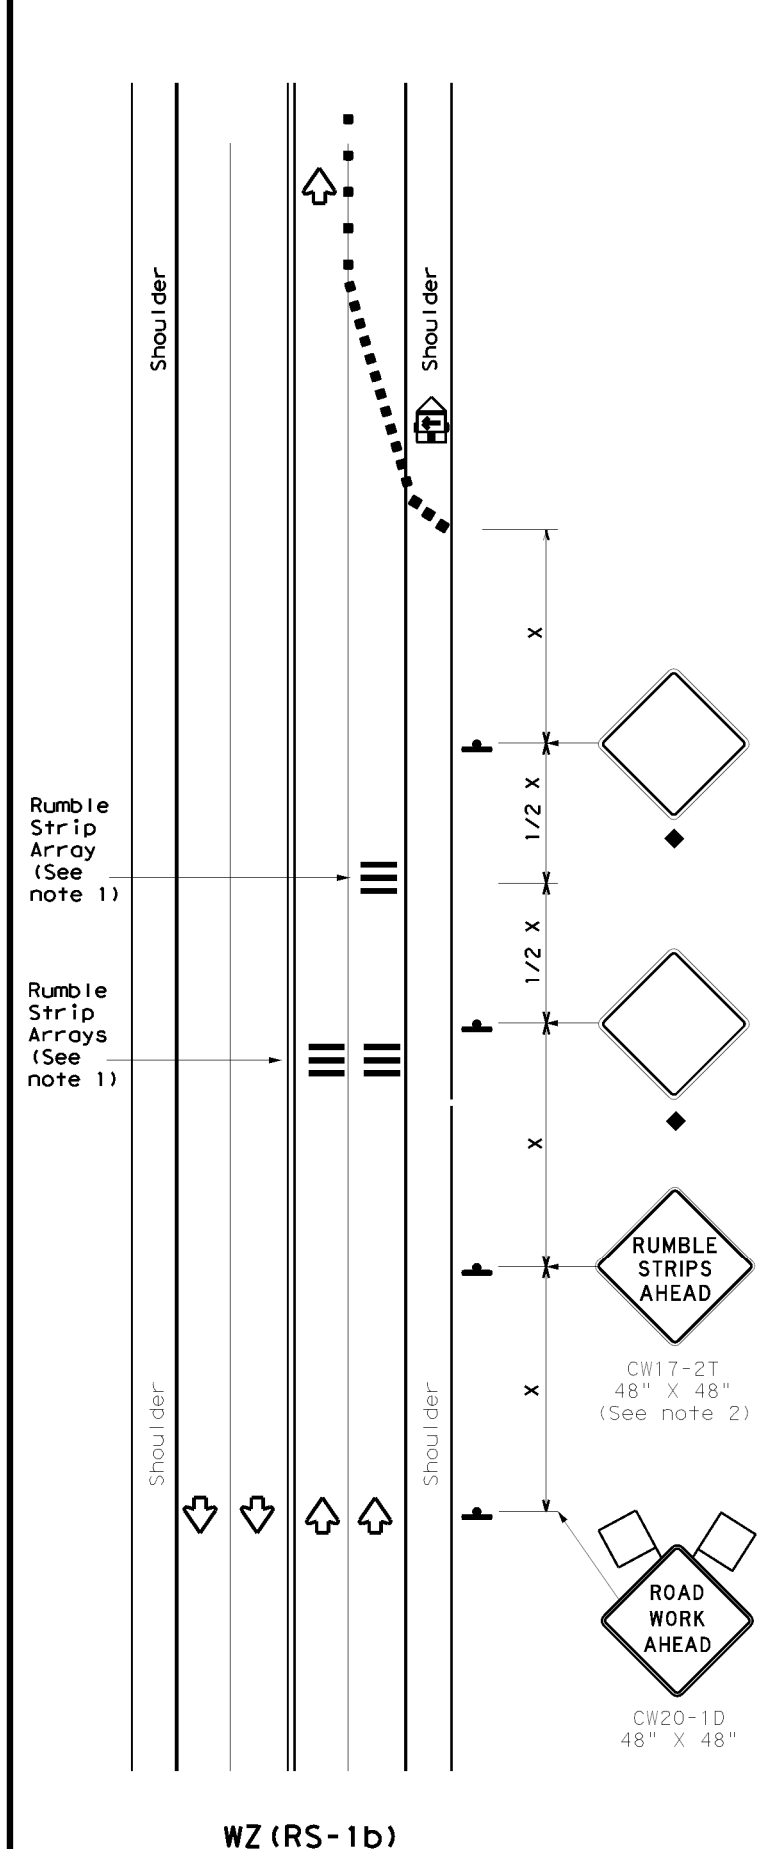 Shoulder
Shoulder
X
1/2 X
Rumble
Strip
Array
(See
note 1)
1/2 X
Rumble
Strip
Arrays
(See
note 1)
X
RUMBLE
STRIPS
AHEAD
CW17-2T
48" X 48"
(See note 2)
X
Shoulder
Shoulder
ROAD
WORK
AHEAD
CW20-1D
48" X 48"
WZ(RS-1b)